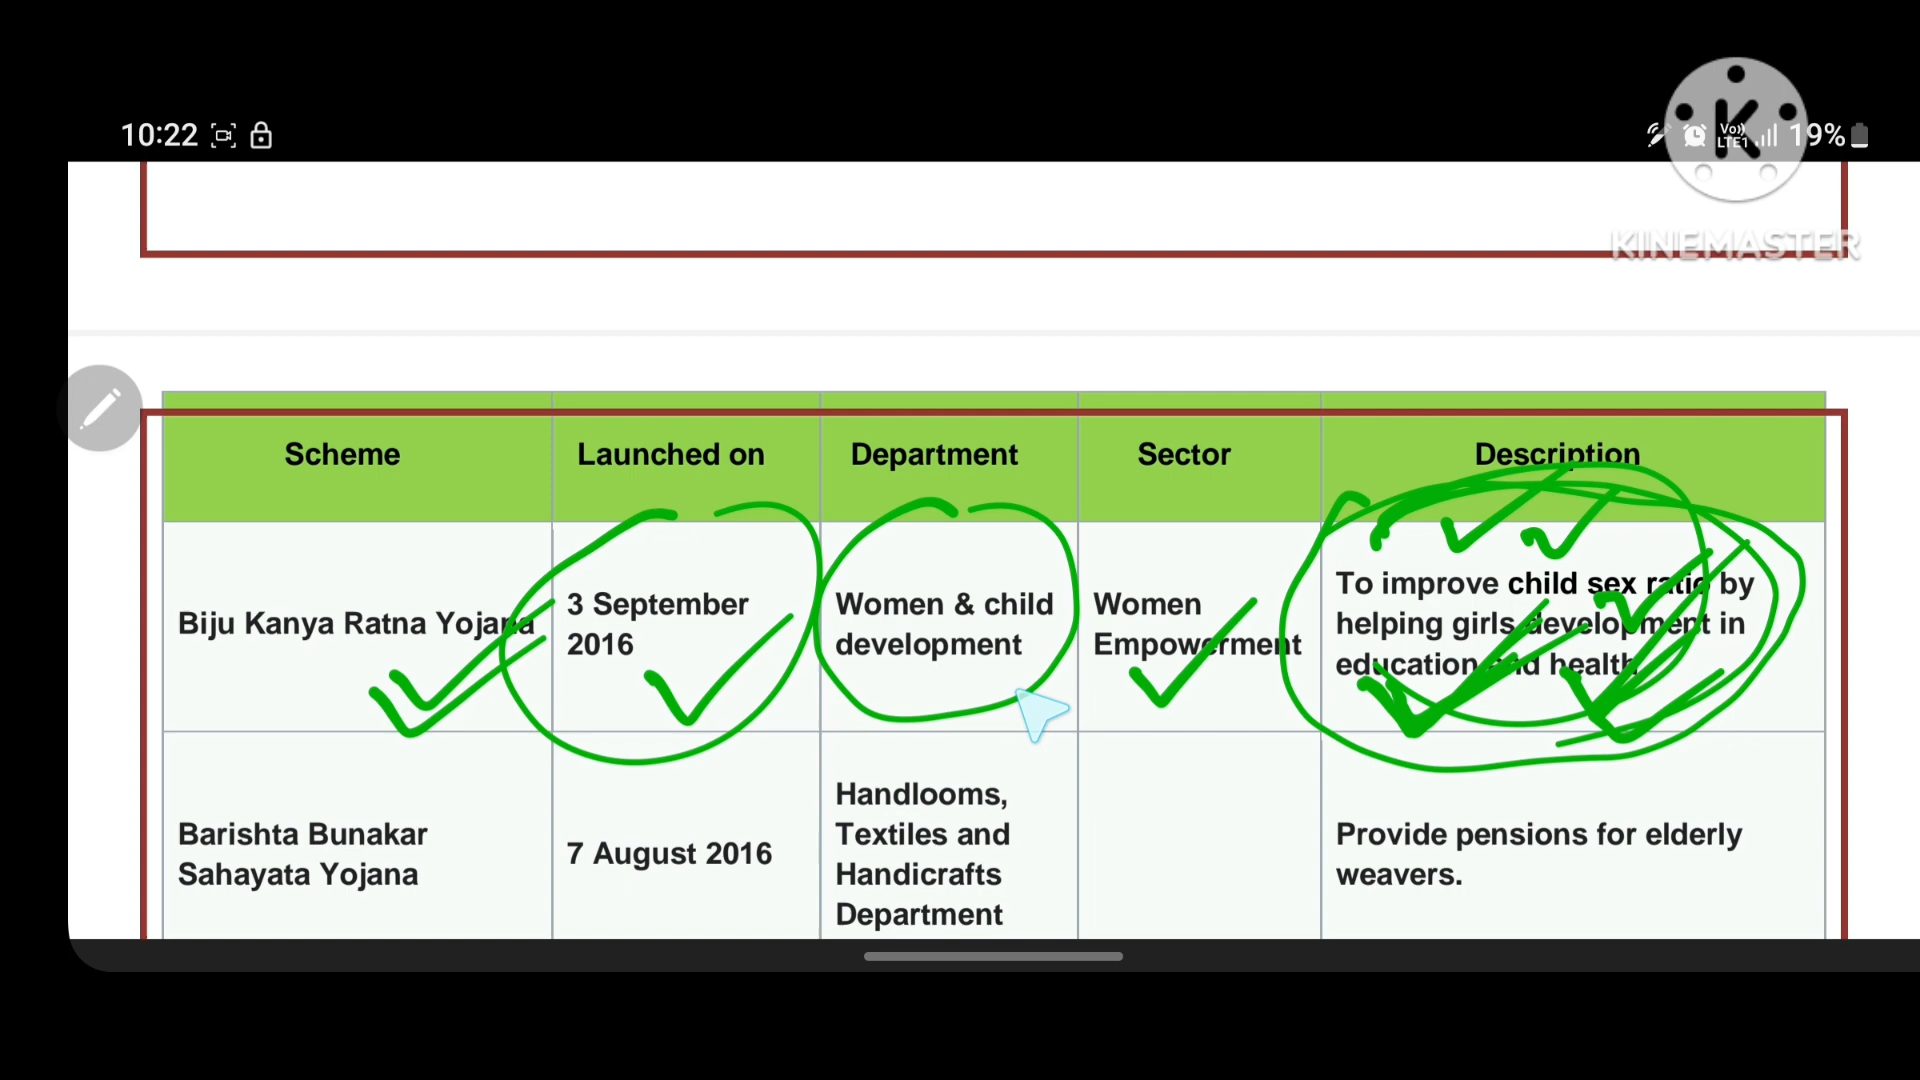 10:22
Vo)) LTE1 19%
KINEMASTER
Scheme Launched on Department Sector Description
Biju Kanya Ratna Yojana
3 September
2016
Women & child
development
Women
Empowerment
To improve child sex ratio by
helping girls development in
education and health
Barishta Bunakar
Sahayata Yojana
7 August 2016
Handlooms,
Textiles and
Handicrafts
Department
Provide pensions for elderly
weavers.